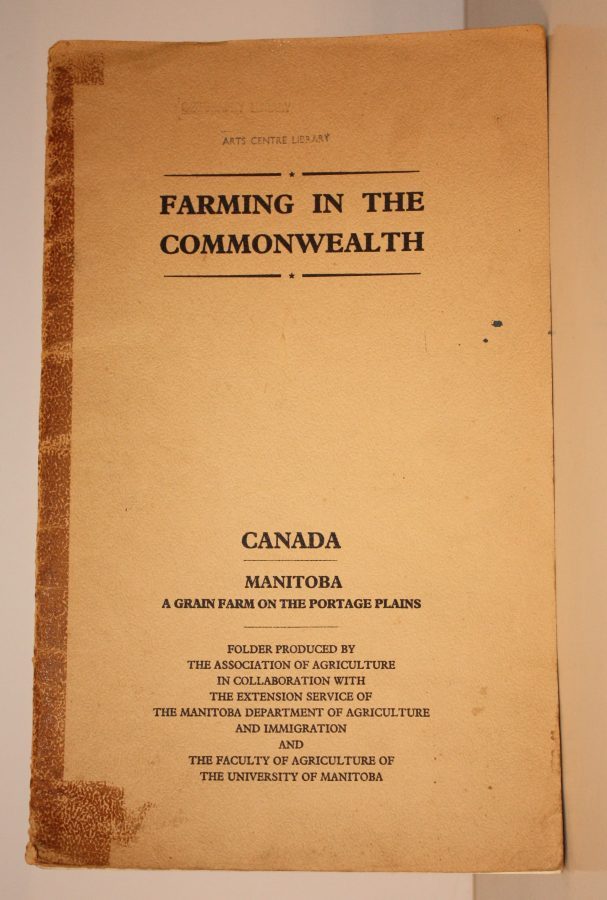 ARTS CENTRE LIBRARY
FARMING IN THE
COMMONWEALTH
CANADA
MANITOBA
A GRAIN FARM ON THE PORTAGE PLAINS
FOLDER PRODUCED BY
THE ASSOCIATION OF AGRICULTURE
IN COLLABORATION WITH
THE EXTENSION SERVICE OF
THE MANITOBA DEPARTMENT OF AGRICULTURE
AND IMMIGRATION
AND
THE FACULTY OF AGRICULTURE OF
THE UNIVERSITY OF MANITOBA